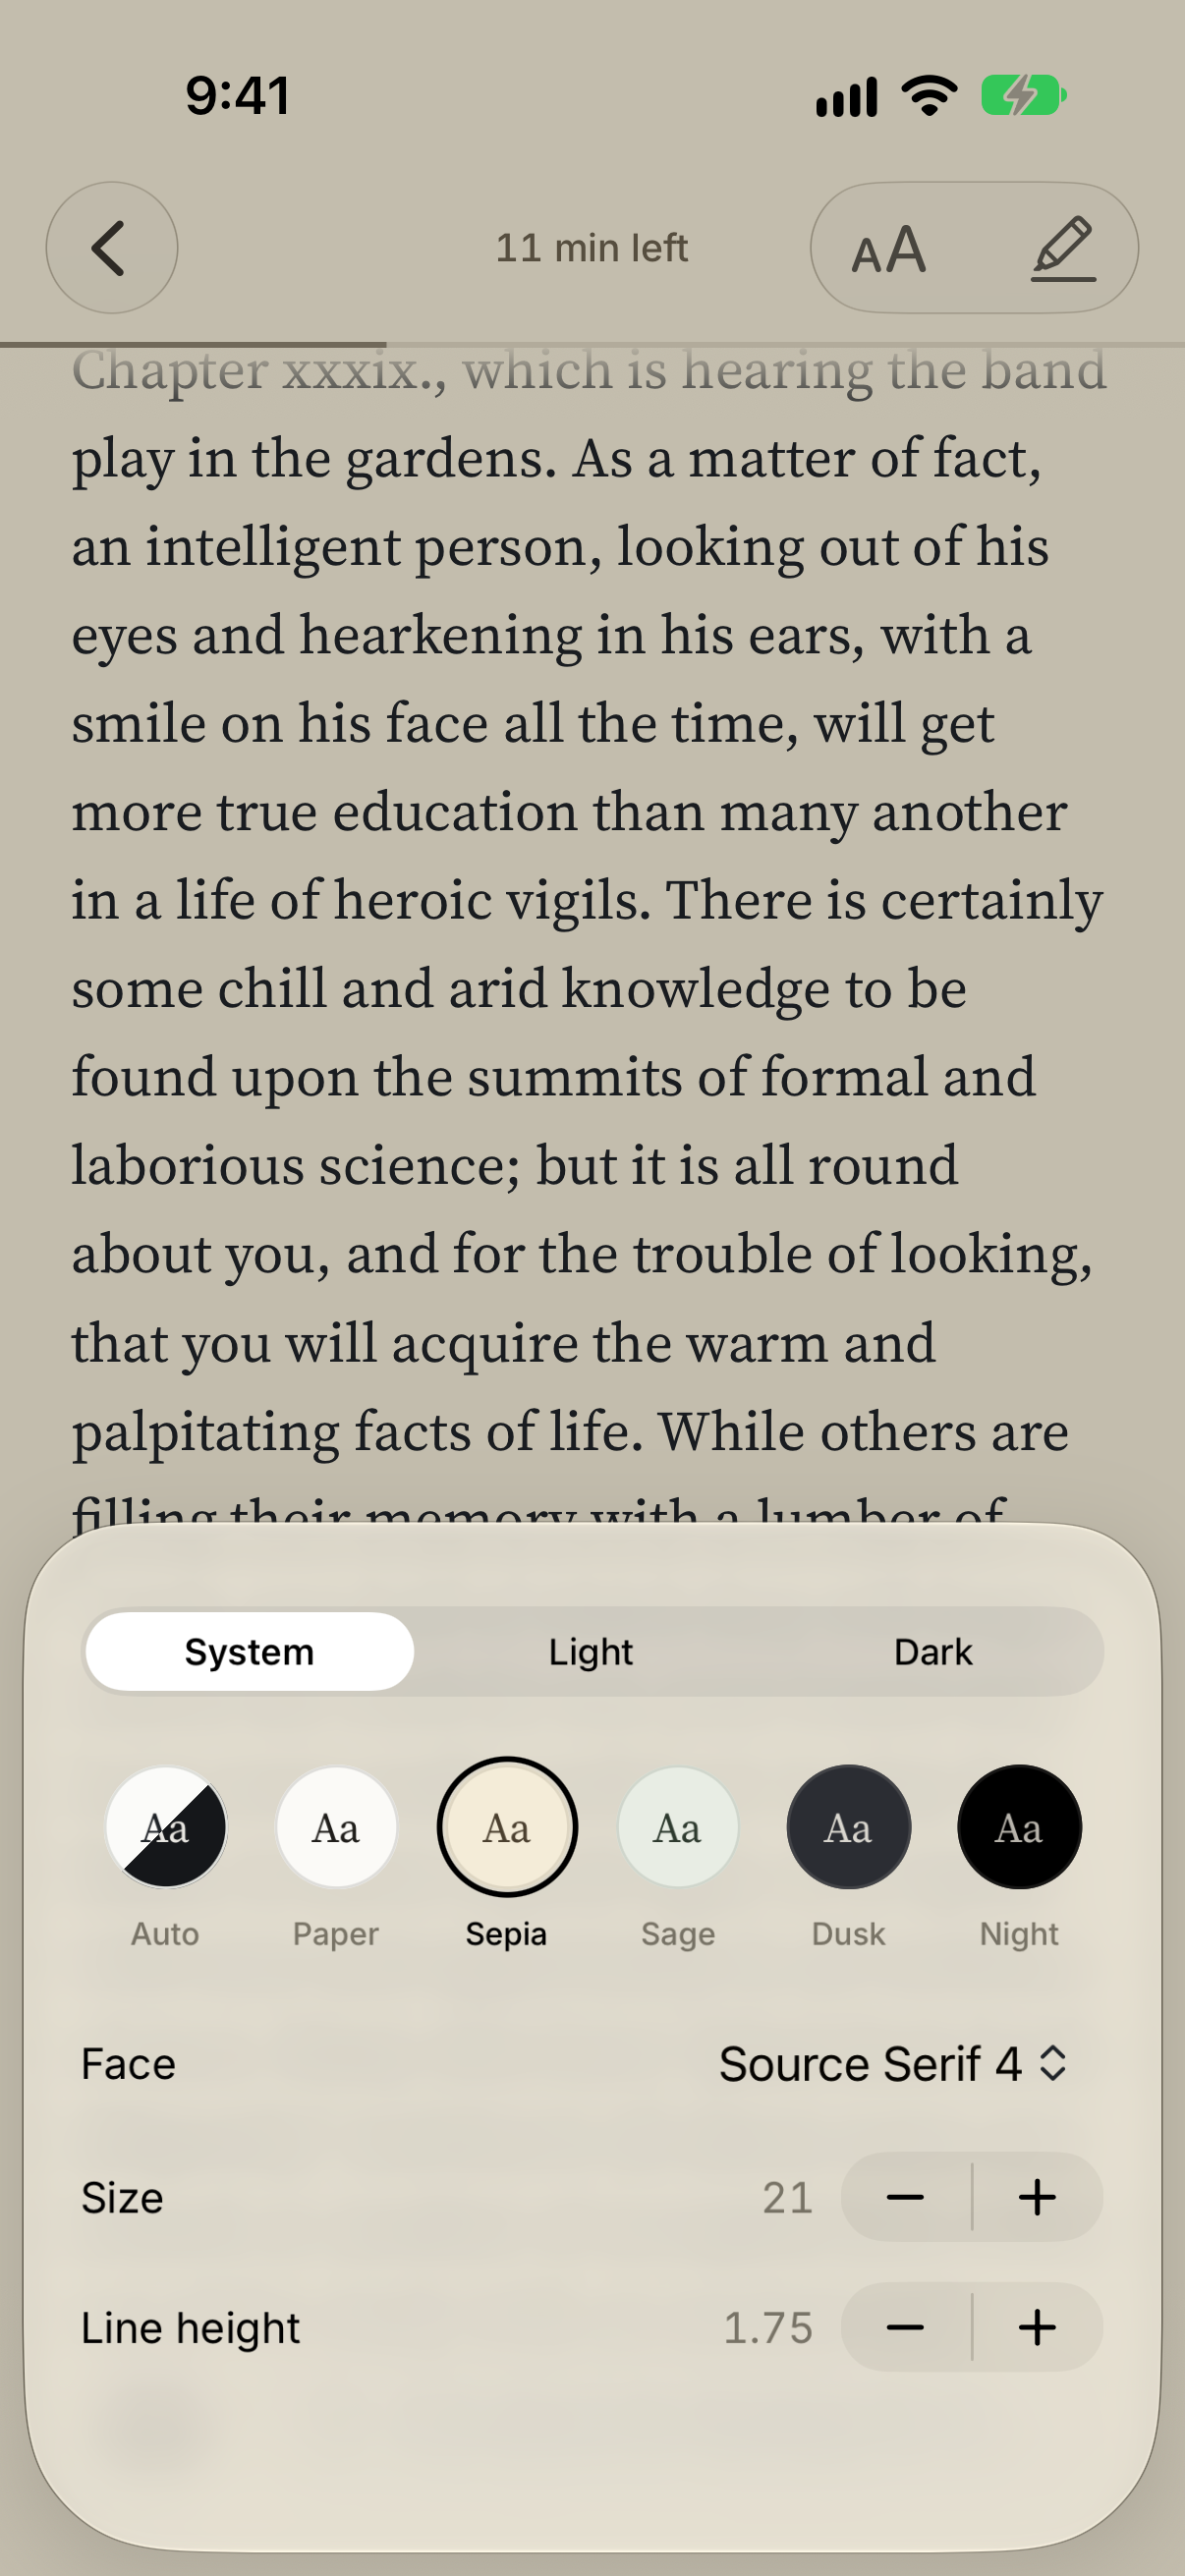 9:41
11 min left
AA
Chapter xxxix., which is hearing the band
play in the gardens. As a matter of fact,
an intelligent person, looking out of his
eyes and hearkening in his ears, with a
smile on his face all the time, will get
more true education than many another
in a life of heroic vigils. There is certainly
some chill and arid knowledge to be
found upon the summits of formal and
laborious science; but it is all round
about you, and for the trouble of looking,
that you will acquire the warm and
palpitating facts of life. While others are
filling their memory with a lumber of
System Light Dark
Aa Aa Aa Aa Aa Aa
Auto Paper Sepia Sage Dusk Night
Face Source Serif 4
Size 21 − +
Line height 1.75 − +